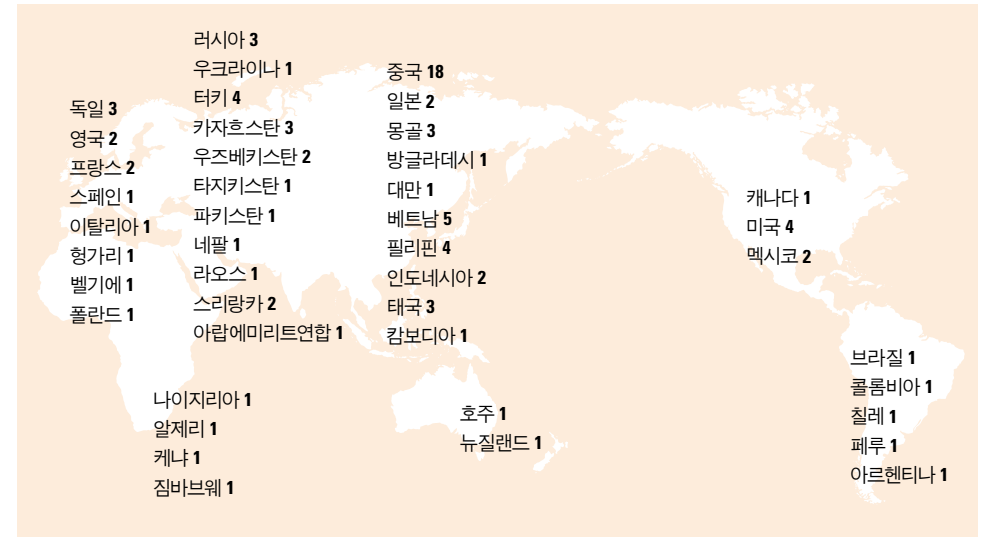 독일 3
영국 2
프랑스 2
스페인 1
이탈리아 1
헝가리 1
벨기에 1
폴란드 1
러시아 3
우크라이나 1
터키 4
카자흐스탄 3
우즈베키스탄 2
타지키스탄 1
파키스탄 1
네팔 1
라오스 1
스리랑카 2
아랍에미리트연합 1
중국 18
일본 2
몽골 3
방글라데시 1
대만 1
베트남 5
필리핀 4
인도네시아 2
태국 3
캄보디아 1
캐나다 1
미국 4
멕시코 2
나이지리아 1
알제리 1
케냐 1
짐바브웨 1
호주 1
뉴질랜드 1
브라질 1
콜롬비아 1
칠레 1
페루 1
아르헨티나 1